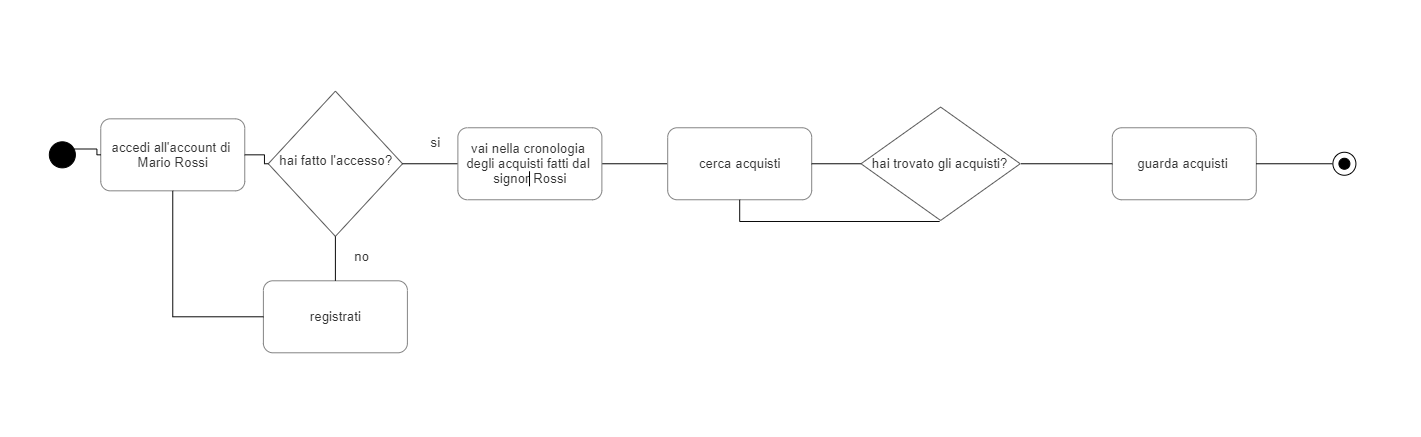 accedi all'account di
Mario Rossi
hai fatto l'accesso?
si
vai nella cronologia
degli acquisti fatti dal
signor Rossi
cerca acquisti
hai trovato gli acquisti?
guarda acquisti
no
registrati